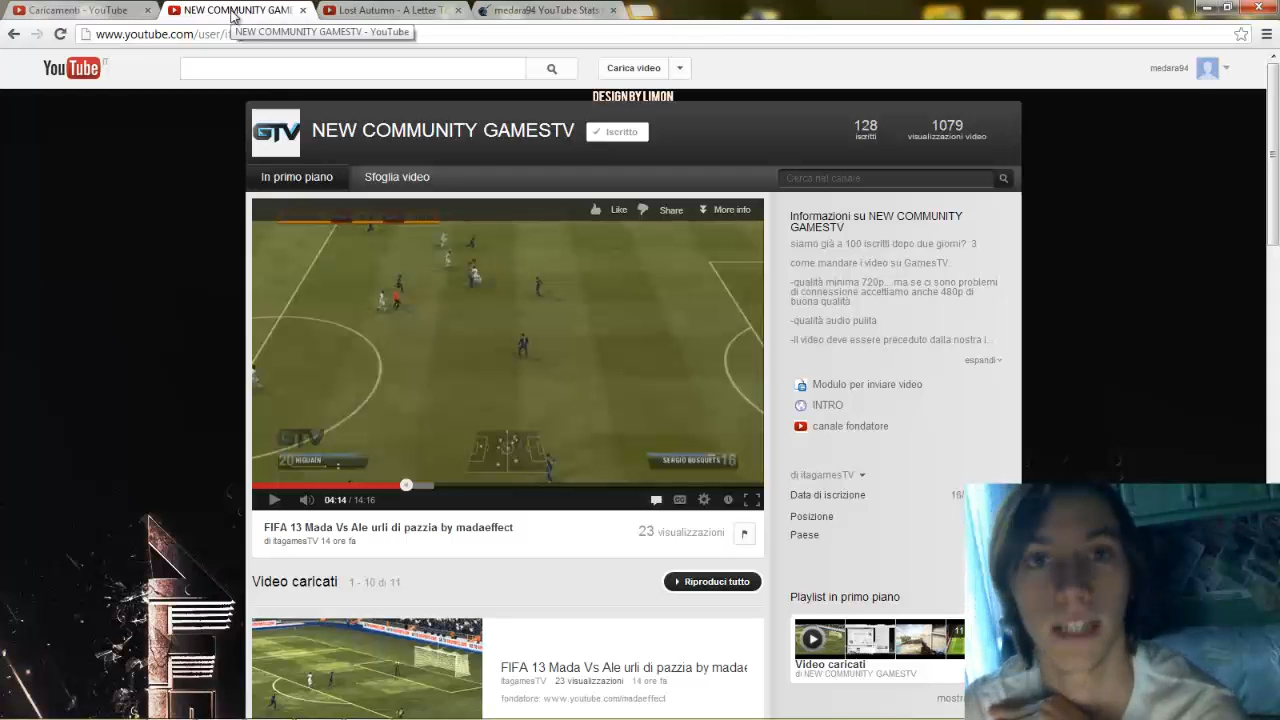 Caricamenti - YouTube
NEW COMMUNITY GAM
Lost Autumn - A Letter T
medara94 YouTube Stats
www.youtube.com/user/i
NEW COMMUNITY GAMESTV - YouTube
YouTube IT
Carica video
medara94
DESIGN BY LIMON
GTV
NEW COMMUNITY GAMESTV
✓ Iscritto
128
iscritti
1079
visualizzazioni video
In primo piano
Sfoglia video
Cerca nel canale
Like
Share
More info
GTV
20 HIGUAIN
SERGIO BUSQUETS 16
04:14 / 14:16
FIFA 13 Mada Vs Ale urli di pazzia by madaeffect
di itagamesTV 14 ore fa
23 visualizzazioni
Video caricati 1 - 10 di 11
Riproduci tutto
FIFA 13 Mada Vs Ale urli di pazzia by madae
itagamesTV 23 visualizzazioni 14 ore fa
fondatore: www.youtube.com/madaeffect
Informazioni su NEW COMMUNITY
GAMESTV
siamo già a 100 iscritti dopo due giorni? 3
come mandare i video su GamesTV.
-qualità minima 720p...ma se ci sono problemi
di connessione accettiamo anche 480p di
buona qualità
-qualità audio pulita
-il video deve essere preceduto dalla nostra i...
espandi
Modulo per inviare video
INTRO
canale fondatore
di itagamesTV
Data di iscrizione 16/
Posizione
Paese
Playlist in primo piano
11
Video caricati
di NEW COMMUNITY GAMESTV
mostr